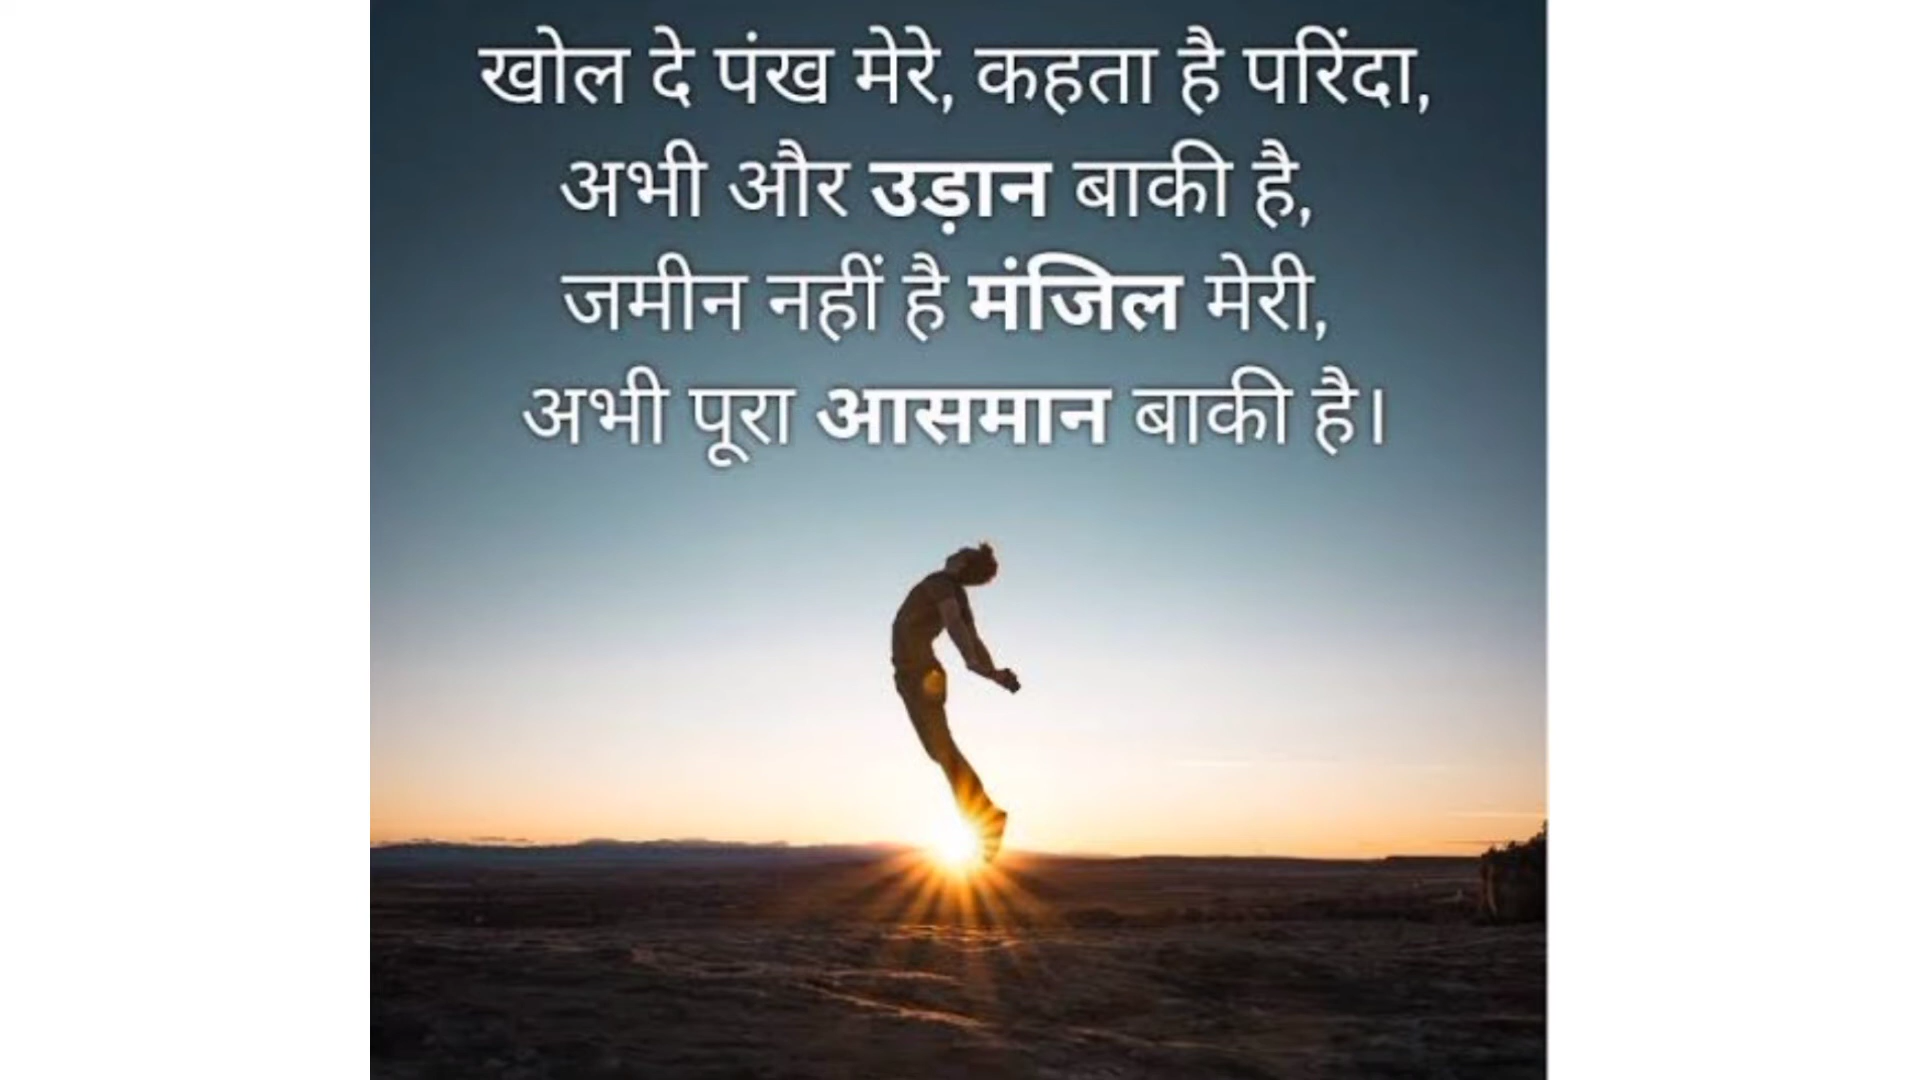 खोल दे पंख मेरे, कहता है परिंदा,
अभी और उड़ान बाकी है,
जमीन नहीं है मंजिल मेरी,
अभी पूरा आसमान बाकी है।